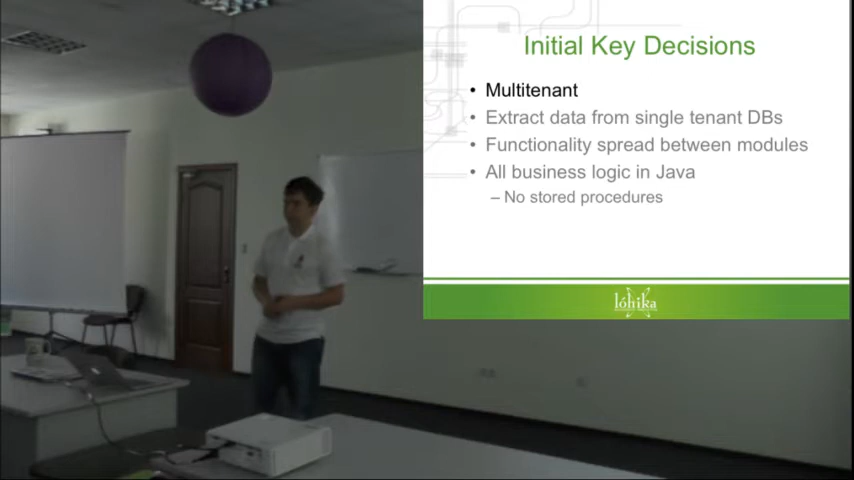 Initial Key Decisions
• Multitenant
• Extract data from single tenant DBs
• Functionality spread between modules
• All business logic in Java
– No stored procedures
lóhika